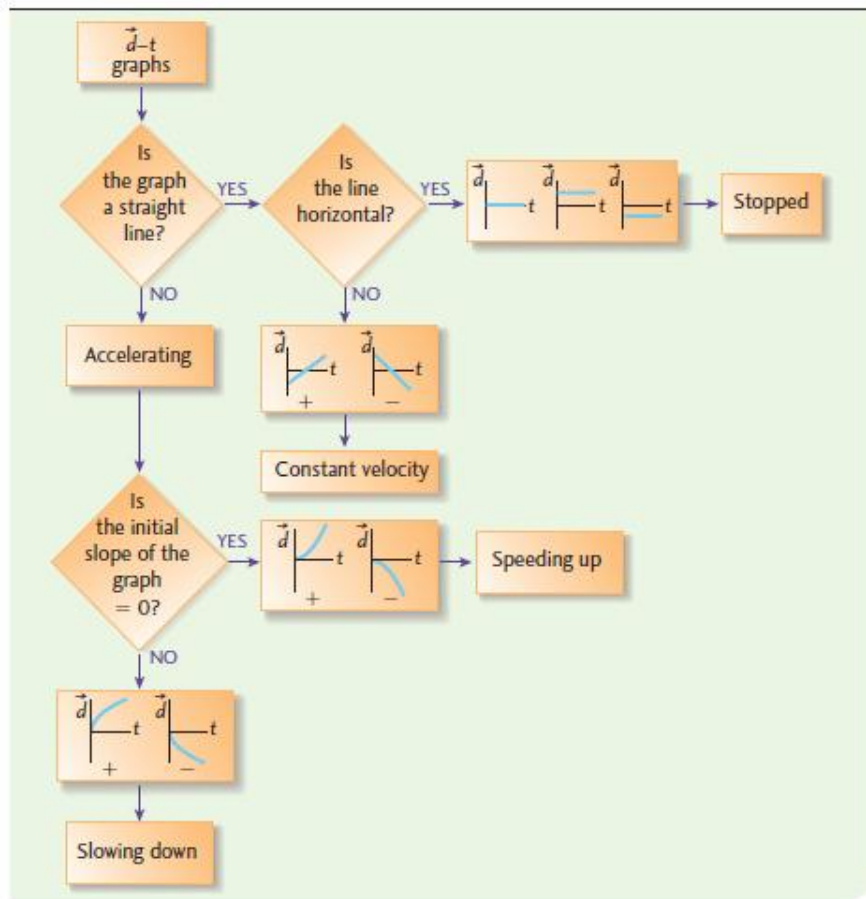 d⃗–t
graphs
Is
the graph
a straight
line?
YES
Is
the line
horizontal?
YES
d⃗
t
d⃗
t
d⃗
t
Stopped
NO
NO
Accelerating
d⃗
t
+
d⃗
t
−
Constant velocity
Is
the initial
slope of the
graph
= 0?
YES
d⃗
t
+
d⃗
t
−
Speeding up
NO
d⃗
t
+
d⃗
t
−
Slowing down